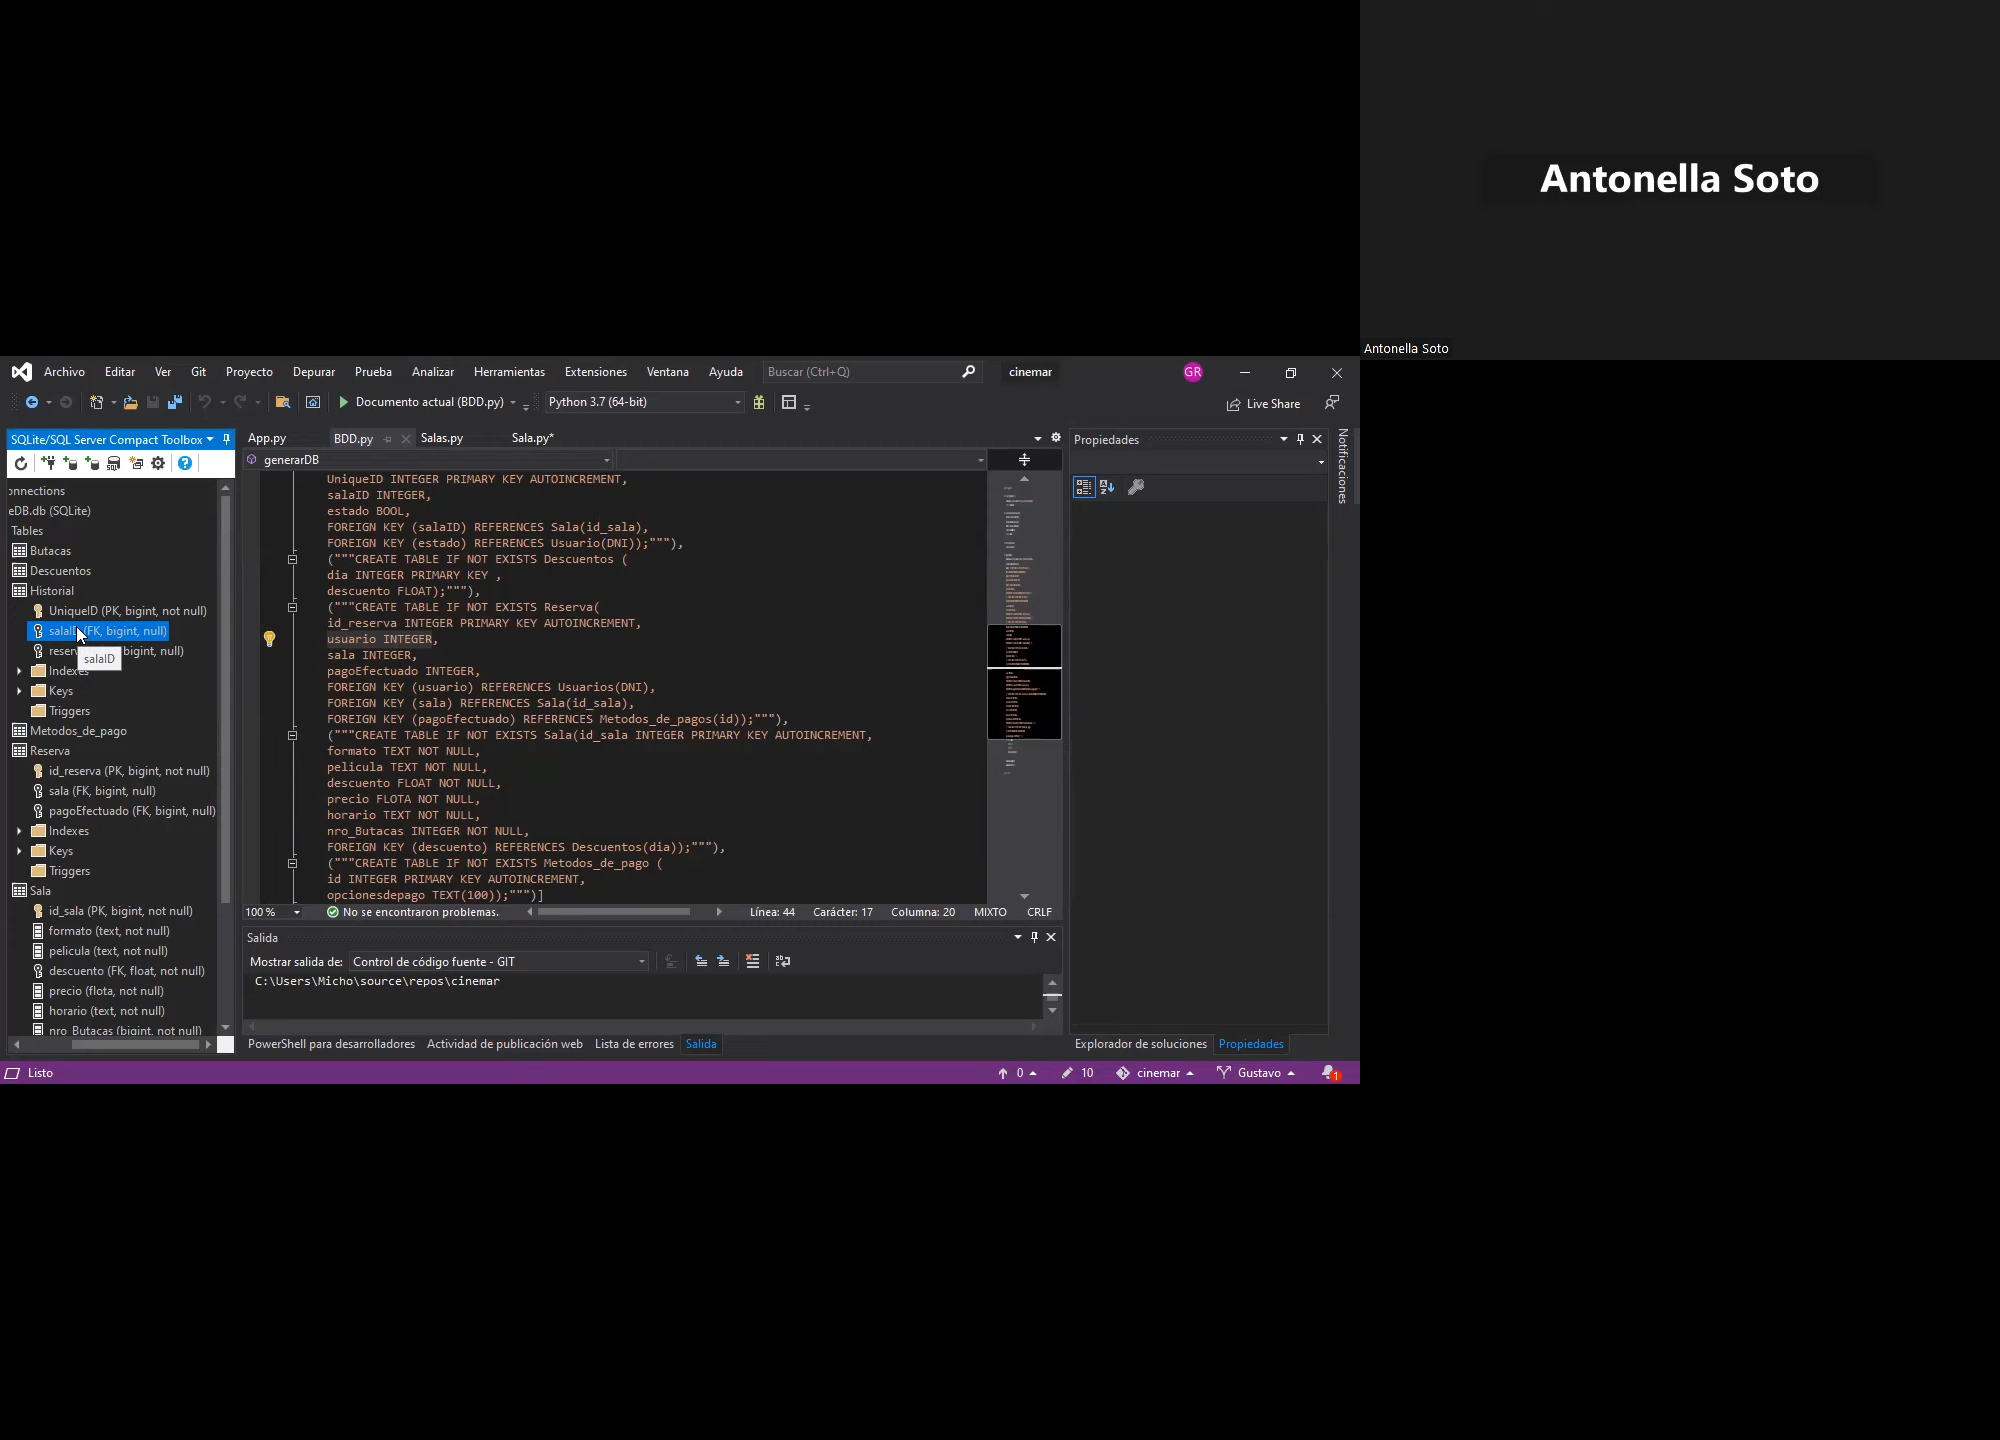 Antonella Soto
Antonella Soto
Archivo Editar Ver Git Proyecto Depurar Prueba Analizar Herramientas Extensiones Ventana Ayuda Buscar (Ctrl+Q) cinemar GR
Documento actual (BDD.py) Python 3.7 (64-bit) Live Share
SQLite/SQL Server Compact Toolbox
onnections
eDB.db (SQLite)
Tables
Butacas
Descuentos
Historial
UniqueID (PK, bigint, not null)
salaID (FK, bigint, null)
salaID
Indexes
Keys
Triggers
Metodos_de_pago
Reserva
id_reserva (PK, bigint, not null)
sala (FK, bigint, null)
pagoEfectuado (FK, bigint, null)
Indexes
Keys
Triggers
Sala
id_sala (PK, bigint, not null)
formato (text, not null)
pelicula (text, not null)
descuento (FK, float, not null)
precio (flota, not null)
horario (text, not null)
nro_Butacas (bigint, not null)
App.py BDD.py Salas.py Sala.py*
generarDB
UniqueID INTEGER PRIMARY KEY AUTOINCREMENT,
salaID INTEGER,
estado BOOL,
FOREIGN KEY (salaID) REFERENCES Sala(id_sala),
FOREIGN KEY (estado) REFERENCES Usuario(DNI));"""),
("""CREATE TABLE IF NOT EXISTS Descuentos (
dia INTEGER PRIMARY KEY ,
descuento FLOAT);"""),
("""CREATE TABLE IF NOT EXISTS Reserva(
id_reserva INTEGER PRIMARY KEY AUTOINCREMENT,
usuario INTEGER,
sala INTEGER,
pagoEfectuado INTEGER,
FOREIGN KEY (usuario) REFERENCES Usuarios(DNI),
FOREIGN KEY (sala) REFERENCES Sala(id_sala),
FOREIGN KEY (pagoEfectuado) REFERENCES Metodos_de_pagos(id));"""),
("""CREATE TABLE IF NOT EXISTS Sala(id_sala INTEGER PRIMARY KEY AUTOINCREMENT,
formato TEXT NOT NULL,
pelicula TEXT NOT NULL,
descuento FLOAT NOT NULL,
precio FLOTA NOT NULL,
horario TEXT NOT NULL,
nro_Butacas INTEGER NOT NULL,
FOREIGN KEY (descuento) REFERENCES Descuentos(dia));"""),
("""CREATE TABLE IF NOT EXISTS Metodos_de_pago (
id INTEGER PRIMARY KEY AUTOINCREMENT,
opcionesdepago TEXT(100));""")]
100 % No se encontraron problemas. Línea: 44 Carácter: 17 Columna: 20 MIXTO CRLF
Salida
Mostrar salida de: Control de código fuente - GIT
C:\Users\Micho\source\repos\cinemar
PowerShell para desarrolladores Actividad de publicación web Lista de errores Salida
Propiedades
Notificaciones
Explorador de soluciones Propiedades
Listo 0 10 cinemar Gustavo 1